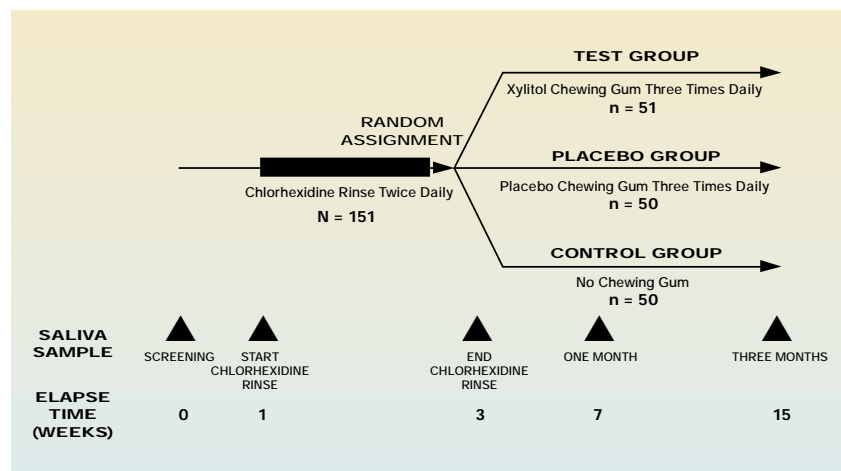 TEST GROUP
Xylitol Chewing Gum Three Times Daily
n = 51
RANDOM
ASSIGNMENT
PLACEBO GROUP
Chlorhexidine Rinse Twice Daily
Placebo Chewing Gum Three Times Daily
N = 151
n = 50
CONTROL GROUP
No Chewing Gum
n = 50
SALIVA
SAMPLE
SCREENING
START
CHLORHEXIDINE
RINSE
END
CHLORHEXIDINE
RINSE
ONE MONTH
THREE MONTHS
ELAPSE
TIME
(WEEKS)
0 1 3 7 15